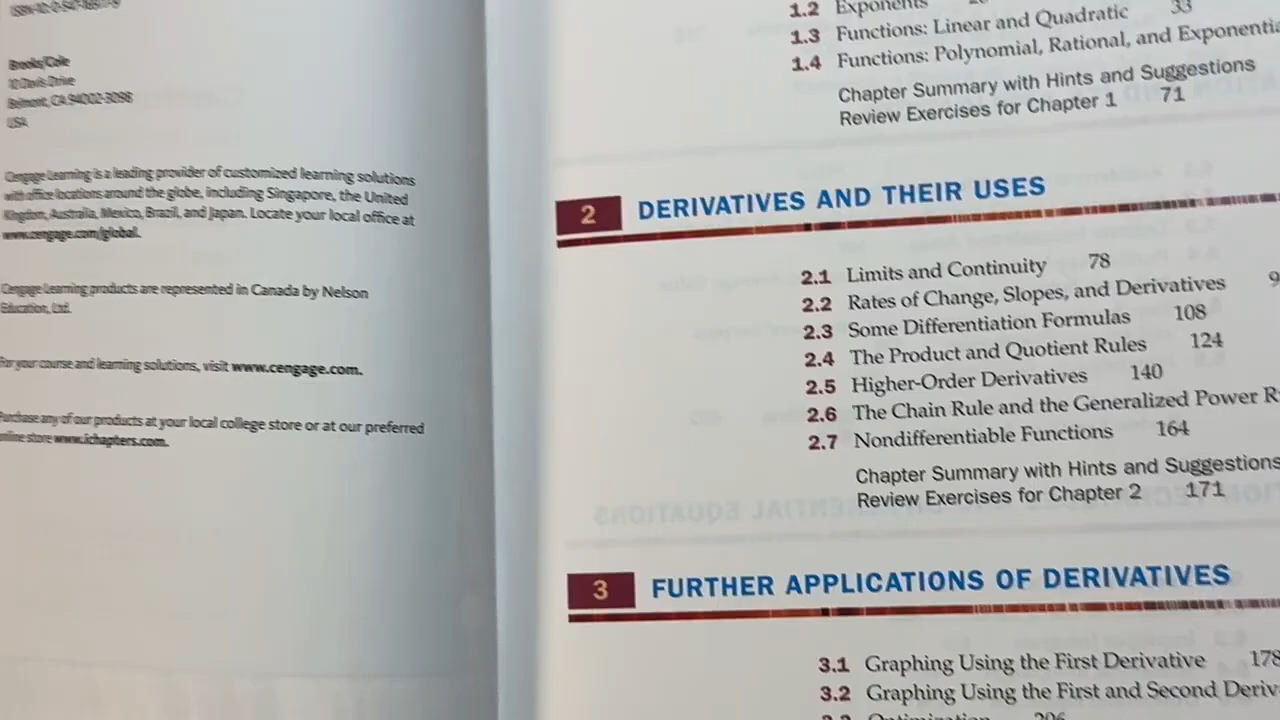 Brooks/Cole
10 Davis Drive
Belmont, CA 94002-3098
USA
Cengage Learning is a leading provider of customized learning solutions
with office locations around the globe, including Singapore, the United
Kingdom, Australia, Mexico, Brazil, and Japan. Locate your local office at
www.cengage.com/global.
Cengage Learning products are represented in Canada by Nelson
Education, Ltd.
For your course and learning solutions, visit www.cengage.com.
Purchase any of our products at your local college store or at our preferred
online store www.ichapters.com.
1.2 Exponents
1.3 Functions: Linear and Quadratic 33
1.4 Functions: Polynomial, Rational, and Exponentia
Chapter Summary with Hints and Suggestions
Review Exercises for Chapter 1 71
2 DERIVATIVES AND THEIR USES
2.1 Limits and Continuity 78
2.2 Rates of Change, Slopes, and Derivatives 9
2.3 Some Differentiation Formulas 108
2.4 The Product and Quotient Rules 124
2.5 Higher-Order Derivatives 140
2.6 The Chain Rule and the Generalized Power R
2.7 Nondifferentiable Functions 164
Chapter Summary with Hints and Suggestions
Review Exercises for Chapter 2 171
3 FURTHER APPLICATIONS OF DERIVATIVES
3.1 Graphing Using the First Derivative 178
3.2 Graphing Using the First and Second Deriv
3.3 Optimization 206